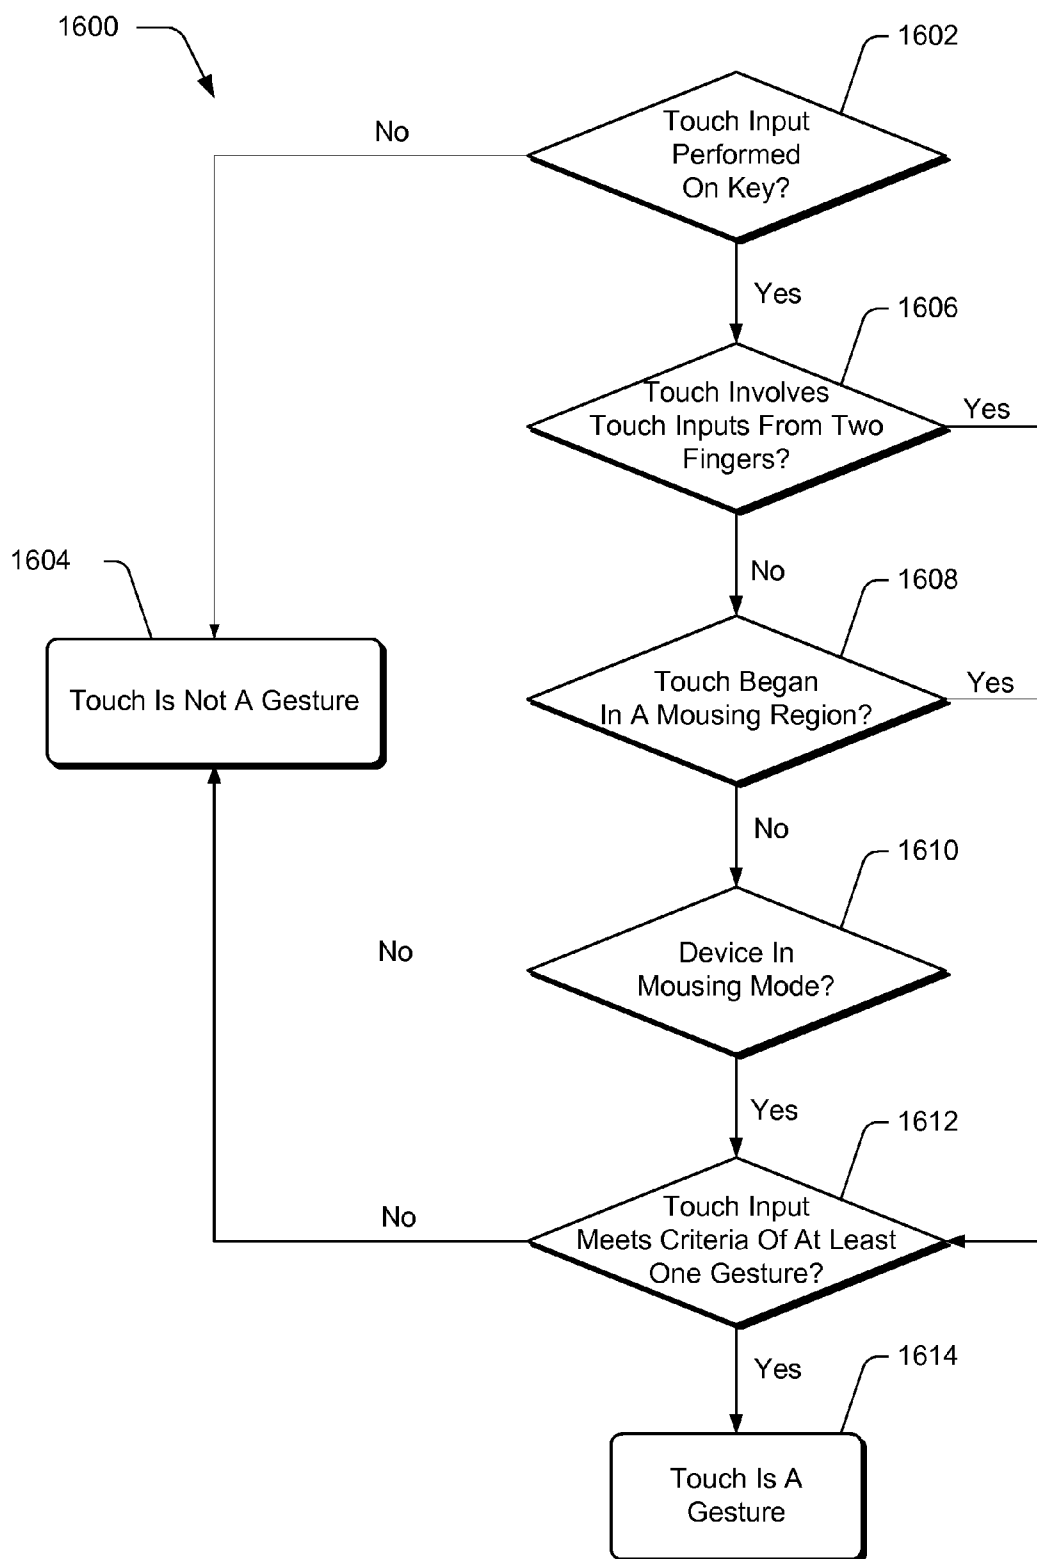 1600
1602
No
Touch Input
Performed
On Key?
Yes
1606
Touch Involves
Touch Inputs From Two
Fingers?
Yes
No
1604
1608
Touch Is Not A Gesture
Touch Began
In A Mousing Region?
Yes
No
1610
No
Device In
Mousing Mode?
Yes
1612
No
Touch Input
Meets Criteria Of At Least
One Gesture?
Yes
1614
Touch Is A
Gesture